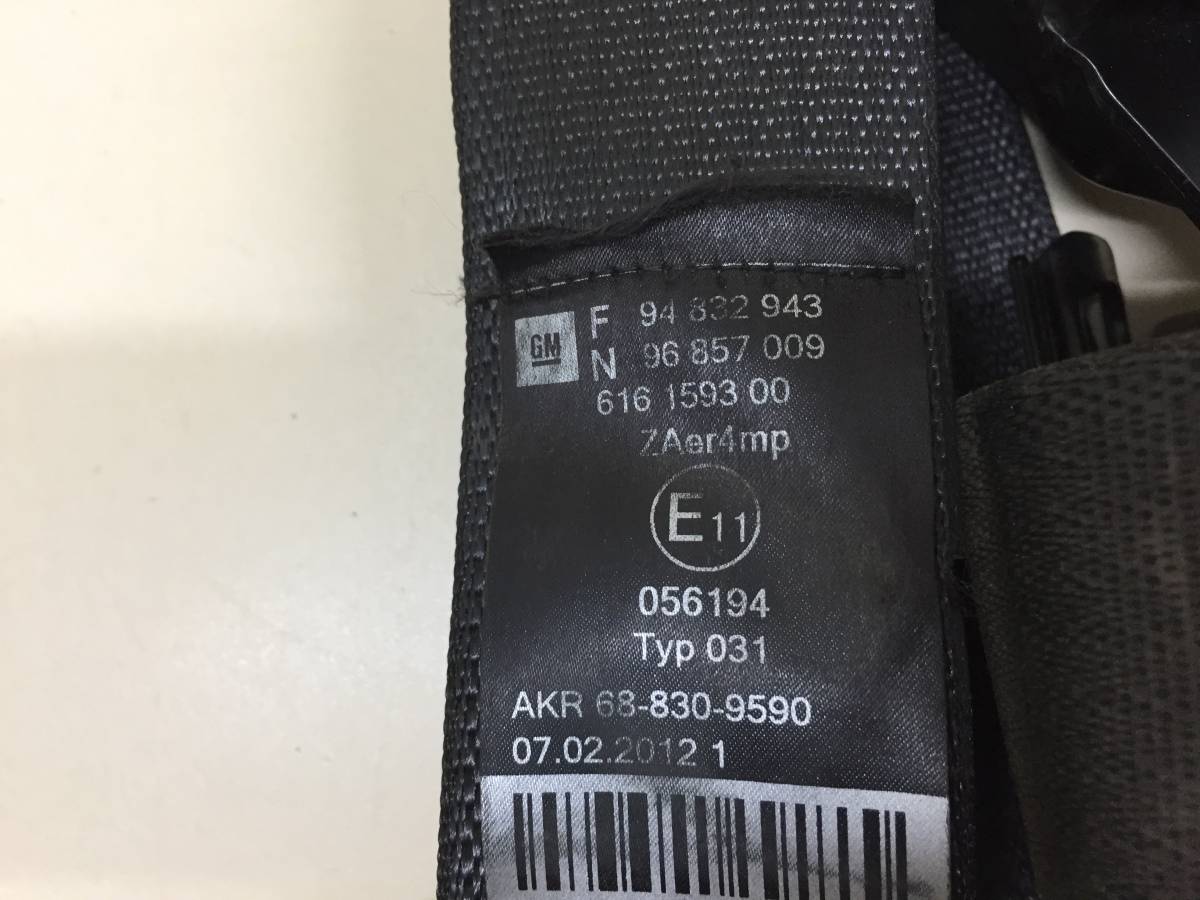 GM F 94 832 943
N 96 857 009
616 1593 00
ZAer4mp
E11
056194
Typ 031
AKR 68-830-9590
07.02.2012 1